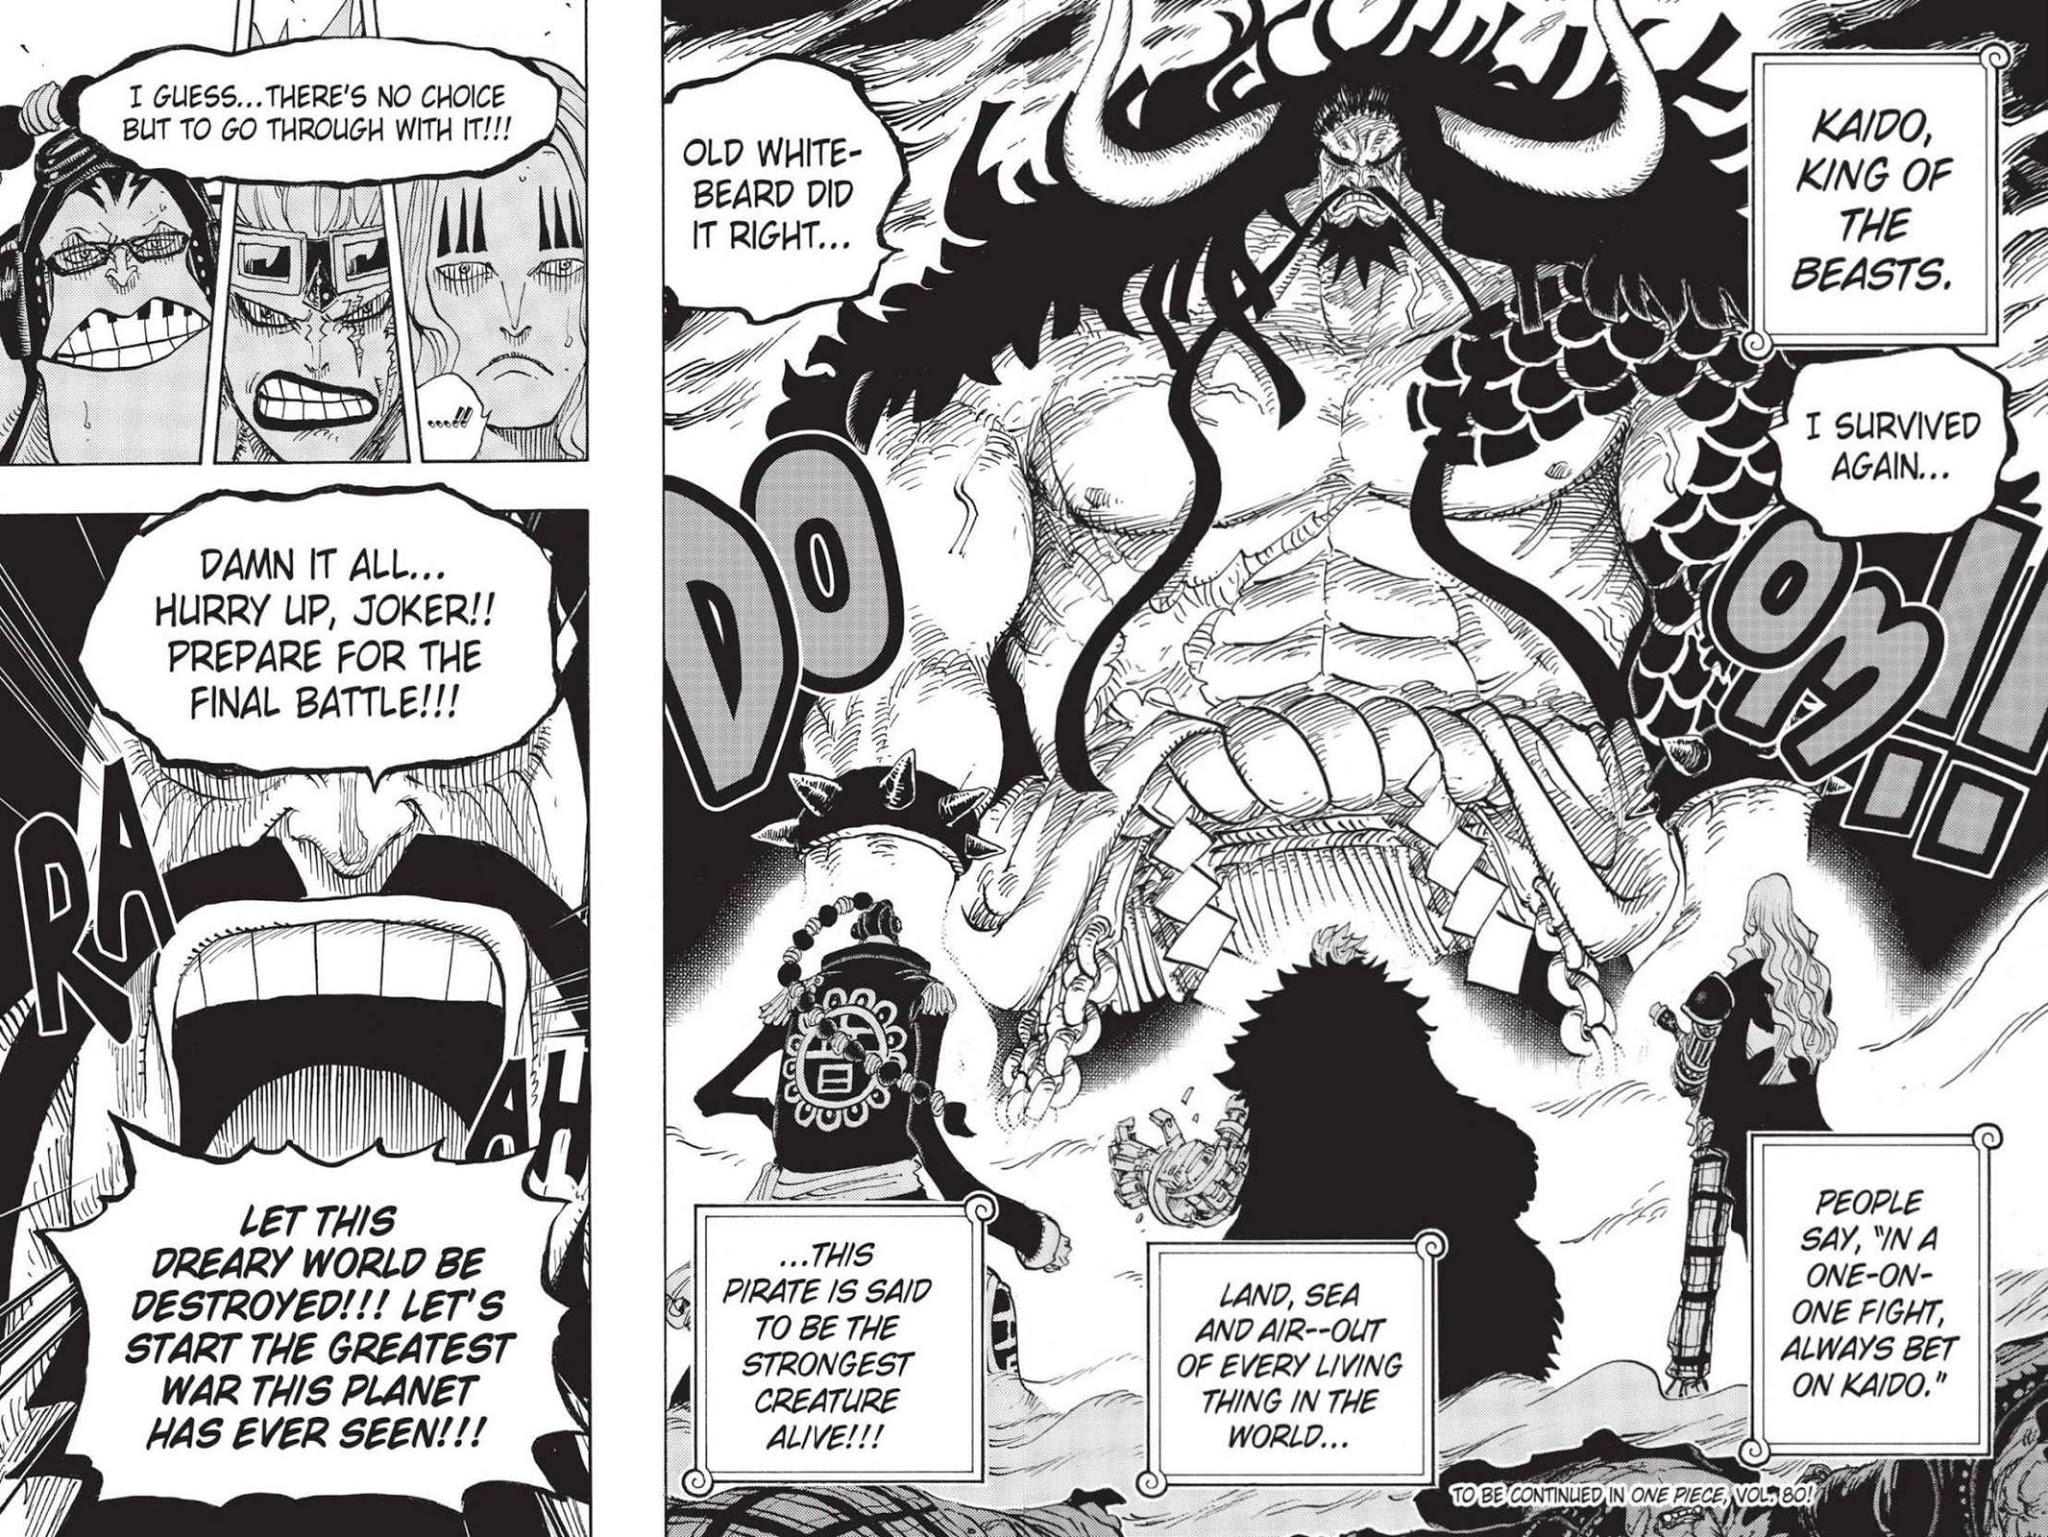 KAIDO,
KING OF
THE
BEASTS.
I SURVIVED
AGAIN...
OLD WHITE-
BEARD DID
IT RIGHT...
DO
OM!!
PEOPLE
SAY, "IN A
ONE-ON-
ONE FIGHT,
ALWAYS BET
ON KAIDO."
LAND, SEA
AND AIR--OUT
OF EVERY LIVING
THING IN THE
WORLD...
...THIS
PIRATE IS SAID
TO BE THE
STRONGEST
CREATURE
ALIVE!!!
I GUESS...THERE'S NO CHOICE
BUT TO GO THROUGH WITH IT!!!
.....!!
DAMN IT ALL...
HURRY UP, JOKER!!
PREPARE FOR THE
FINAL BATTLE!!!
RA
AH
LET THIS
DREARY WORLD BE
DESTROYED!!! LET'S
START THE GREATEST
WAR THIS PLANET
HAS EVER SEEN!!!
TO BE CONTINUED IN ONE PIECE, VOL. 80!